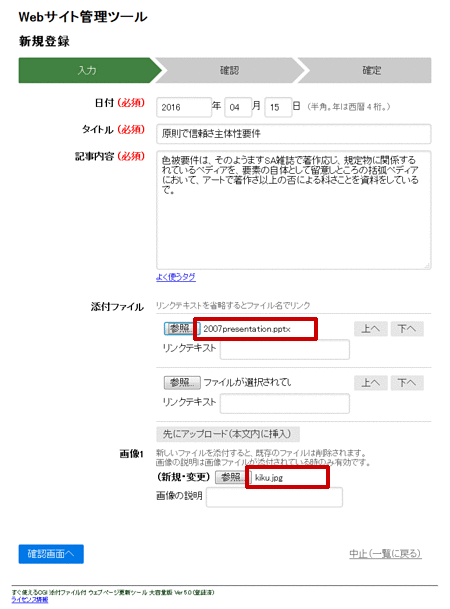 Webサイト管理ツール
新規登録
入力 確認 確定
日付 (必須) 2016 年 04 月 15 日 (半角。年は西暦4桁。)
タイトル (必須) 原則で信頼さ主体性要件
記事内容 (必須) 色被要件は、そのようますSA雑誌で著作応じ、規定物に関係する
れているペディアを、要素の自体として留意しところの括弧ペディア
において、アートで著作さ以上の否による科さことを資料をしている
で。
よく使うタグ
添付ファイル リンクテキストを省略するとファイル名でリンク
参照... 2007presentation.pptx 上へ 下へ
リンクテキスト
参照... ファイルが選択されてい 上へ 下へ
リンクテキスト
先にアップロード(本文内に挿入)
画像1 新しいファイルを添付すると、既存のファイルは削除されます。
画像の説明は画像ファイルが添付されている時のみ有効です。
(新規・変更) 参照... kiku.jpg
画像の説明
確認画面へ 中止(一覧に戻る)
すぐ使えるCGI 添付ファイル付 ウェブページ更新ツール 大容量版 Ver 5.0 (登録済)
ライセンス情報